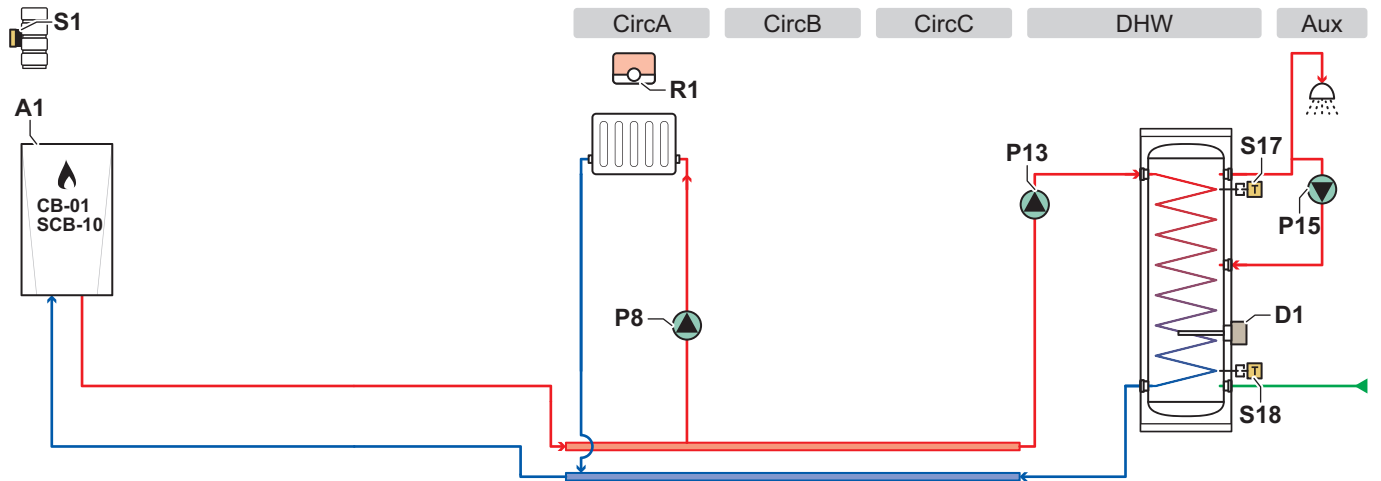 S1
CircA
CircB
CircC
DHW
Aux
R1
A1
CB-01
SCB-10
P13
S17
T
P15
P8
D1
T
S18